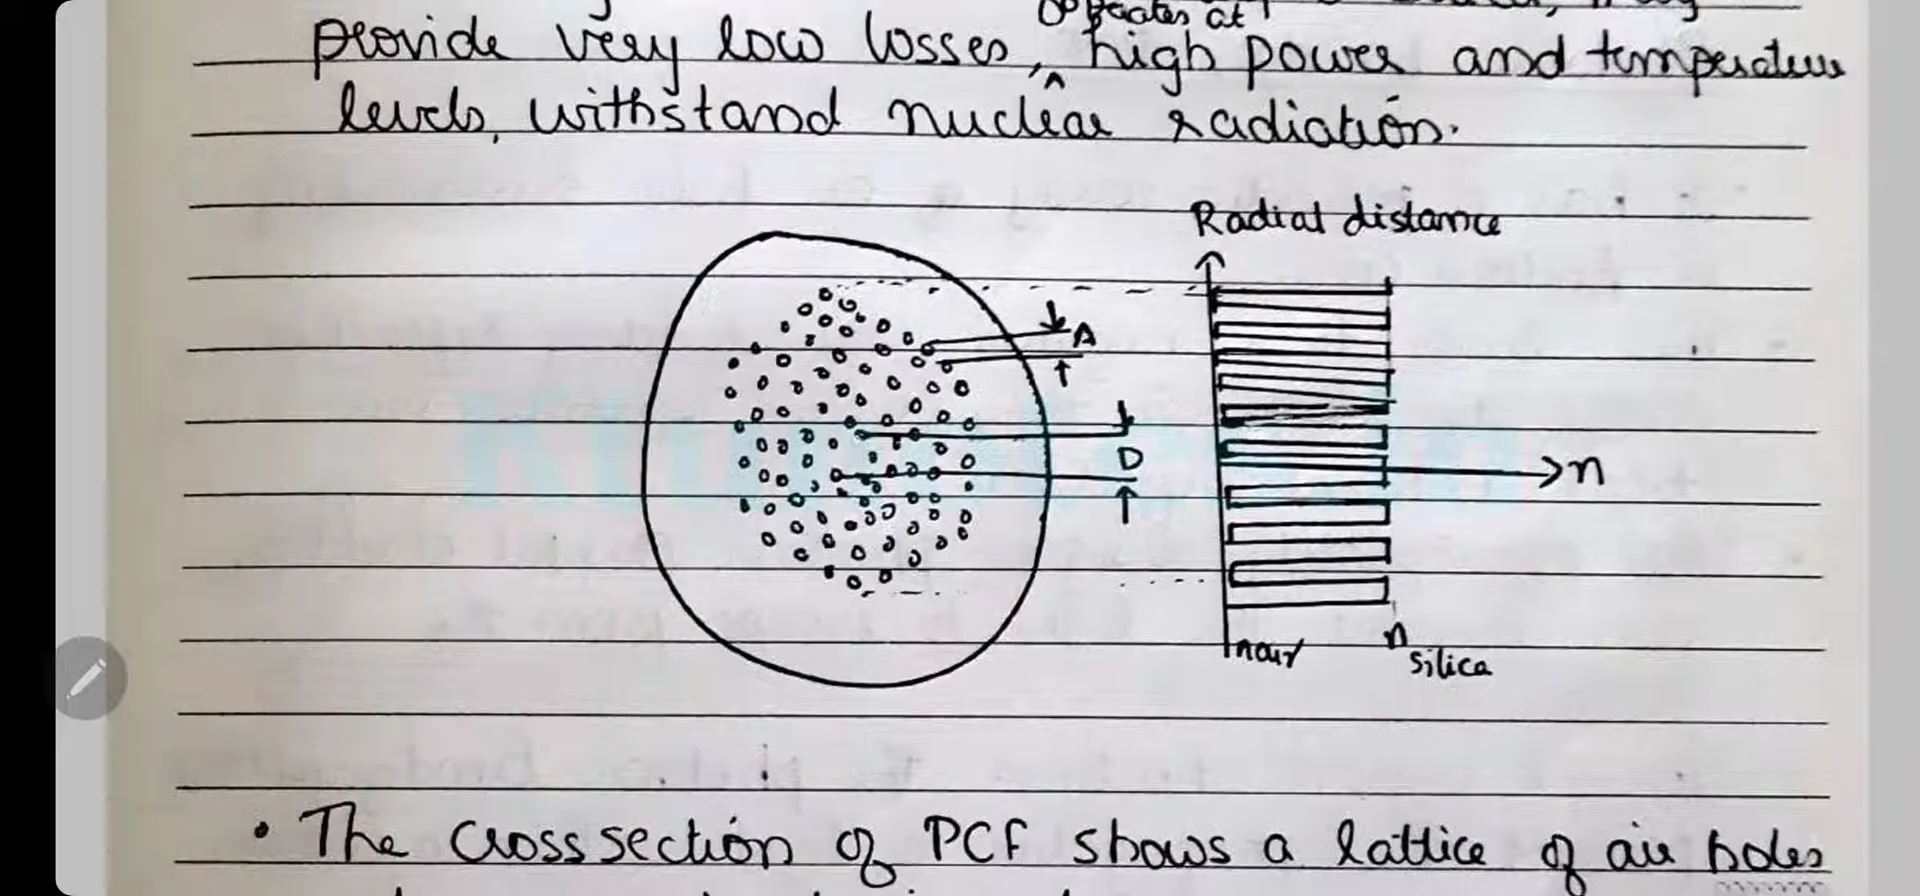 operates at
provide very low losses, ^ high power and temperature
levels, withstand nuclear radiation.
Radial distance
A
D
n
nair
n silica
• The cross section of PCF shows a lattice of air holes